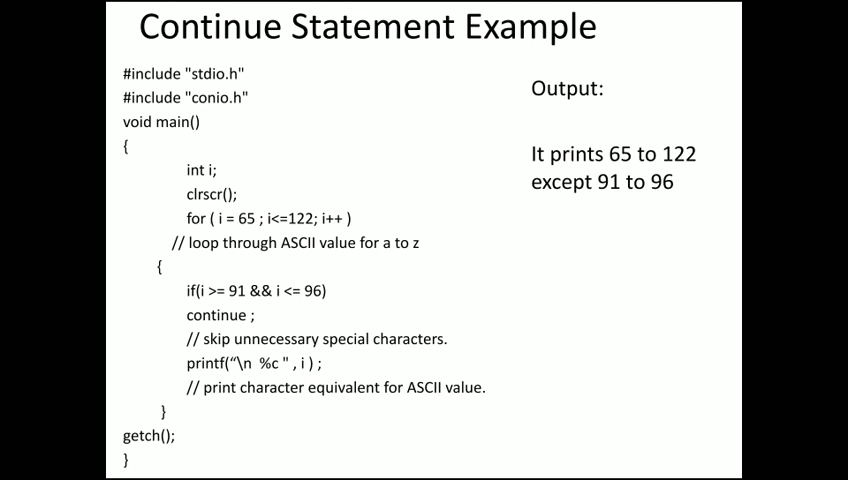 Continue Statement Example
#include "stdio.h"
#include "conio.h"
void main()
{
int i;
clrscr();
for ( i = 65 ; i<=122; i++ )
// loop through ASCII value for a to z
{
if(i >= 91 && i <= 96)
continue ;
// skip unnecessary special characters.
printf(“\n %c " , i ) ;
// print character equivalent for ASCII value.
}
getch();
}
Output:
It prints 65 to 122
except 91 to 96